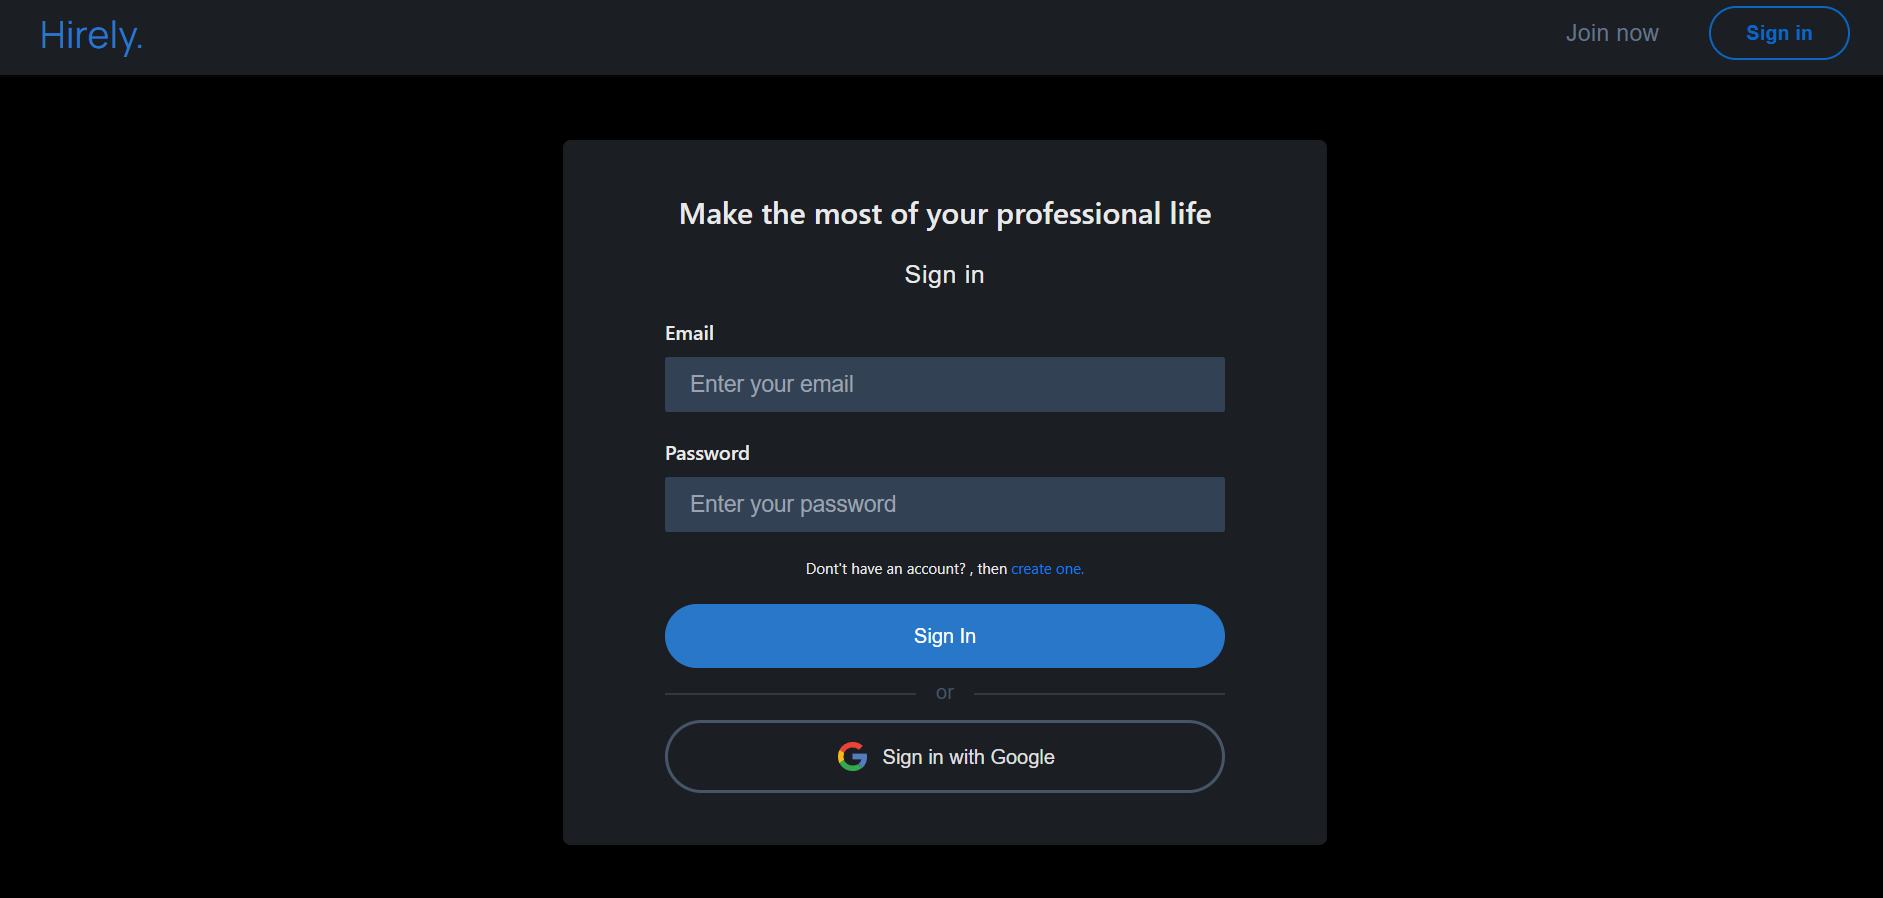 Hirely.
Join now
Sign in
Make the most of your professional life
Sign in
Email
Enter your email
Password
Enter your password
Dont't have an account? , then create one.
Sign In
or
Sign in with Google